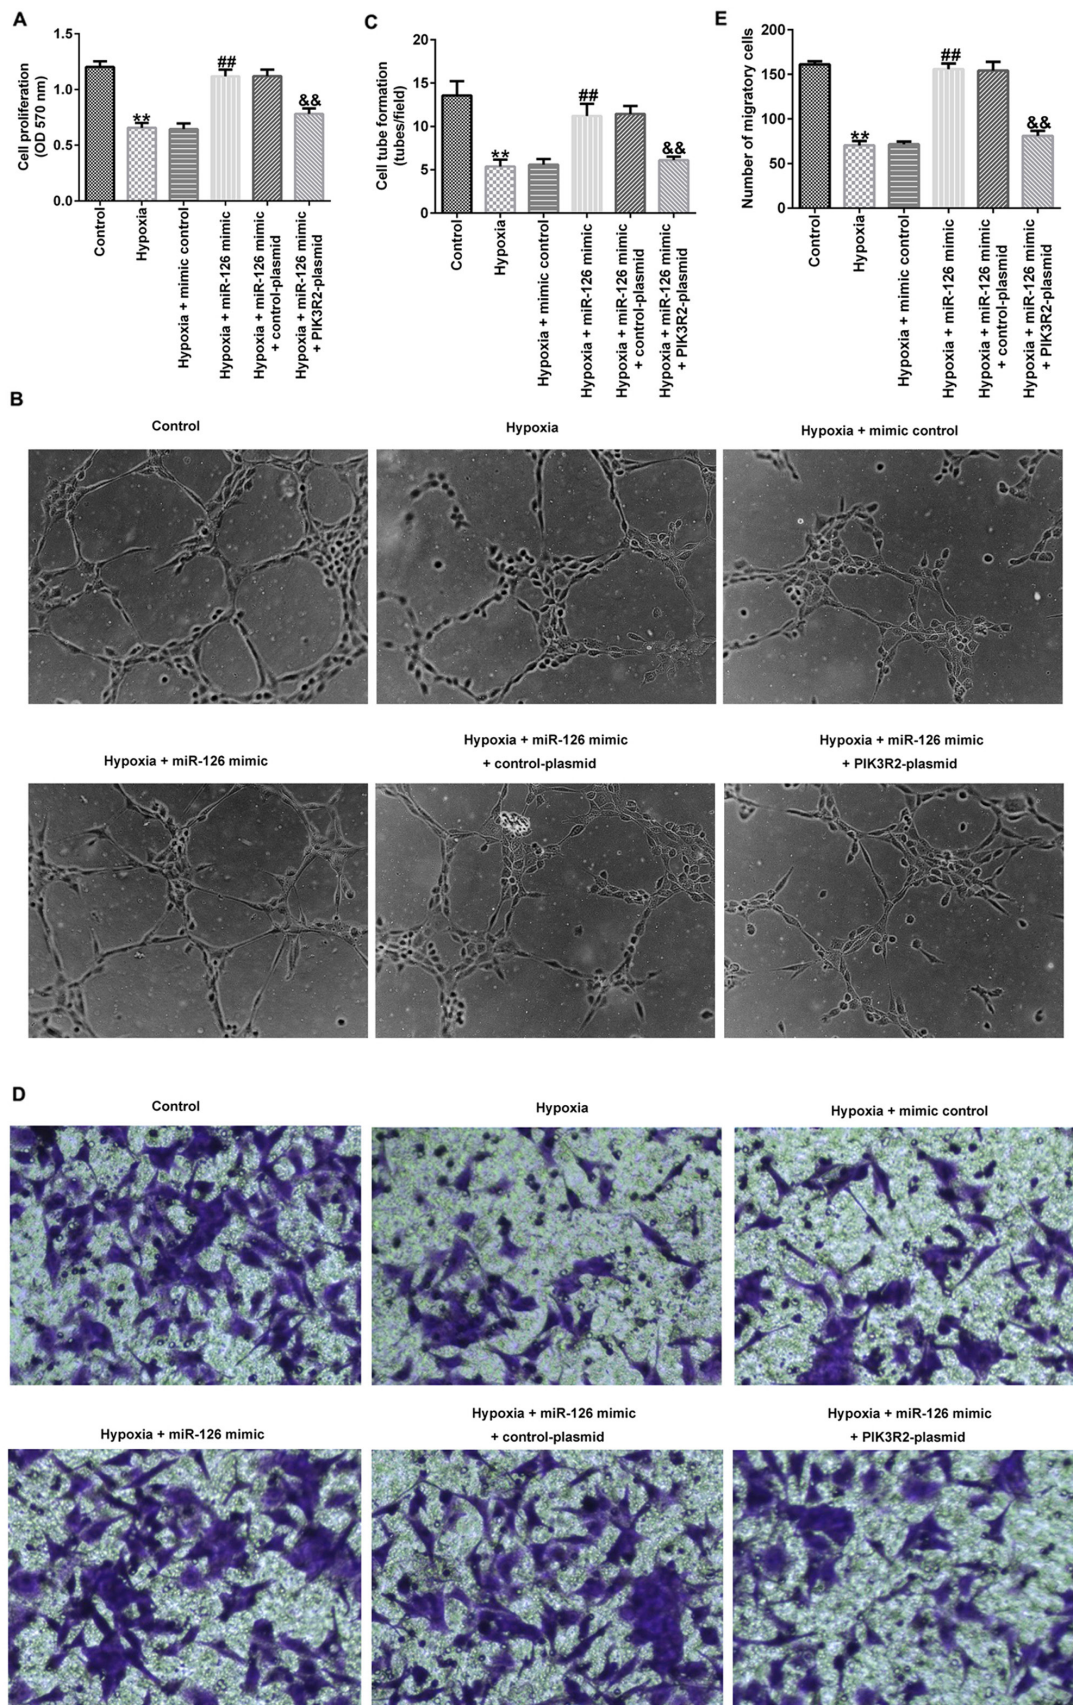 A
Cell proliferation
(OD 570 nm)
1.5
1.0
0.5
0.0
**
##
&&
Control
Hypoxia
Hypoxia + mimic control
Hypoxia + miR-126 mimic
Hypoxia + miR-126 mimic
+ control-plasmid
Hypoxia + miR-126 mimic
+ PIK3R2-plasmid
C
Cell tube formation
(tubes/field)
20
15
10
5
0
**
##
&&
Control
Hypoxia
Hypoxia + mimic control
Hypoxia + miR-126 mimic
Hypoxia + miR-126 mimic
+ control-plasmid
Hypoxia + miR-126 mimic
+ PIK3R2-plasmid
E
Number of migratory cells
200
150
100
50
0
**
##
&&
Control
Hypoxia
Hypoxia + mimic control
Hypoxia + miR-126 mimic
Hypoxia + miR-126 mimic
+ control-plasmid
Hypoxia + miR-126 mimic
+ PIK3R2-plasmid
B
Control
Hypoxia
Hypoxia + mimic control
Hypoxia + miR-126 mimic
Hypoxia + miR-126 mimic
+ control-plasmid
Hypoxia + miR-126 mimic
+ PIK3R2-plasmid
D
Control
Hypoxia
Hypoxia + mimic control
Hypoxia + miR-126 mimic
Hypoxia + miR-126 mimic
+ control-plasmid
Hypoxia + miR-126 mimic
+ PIK3R2-plasmid